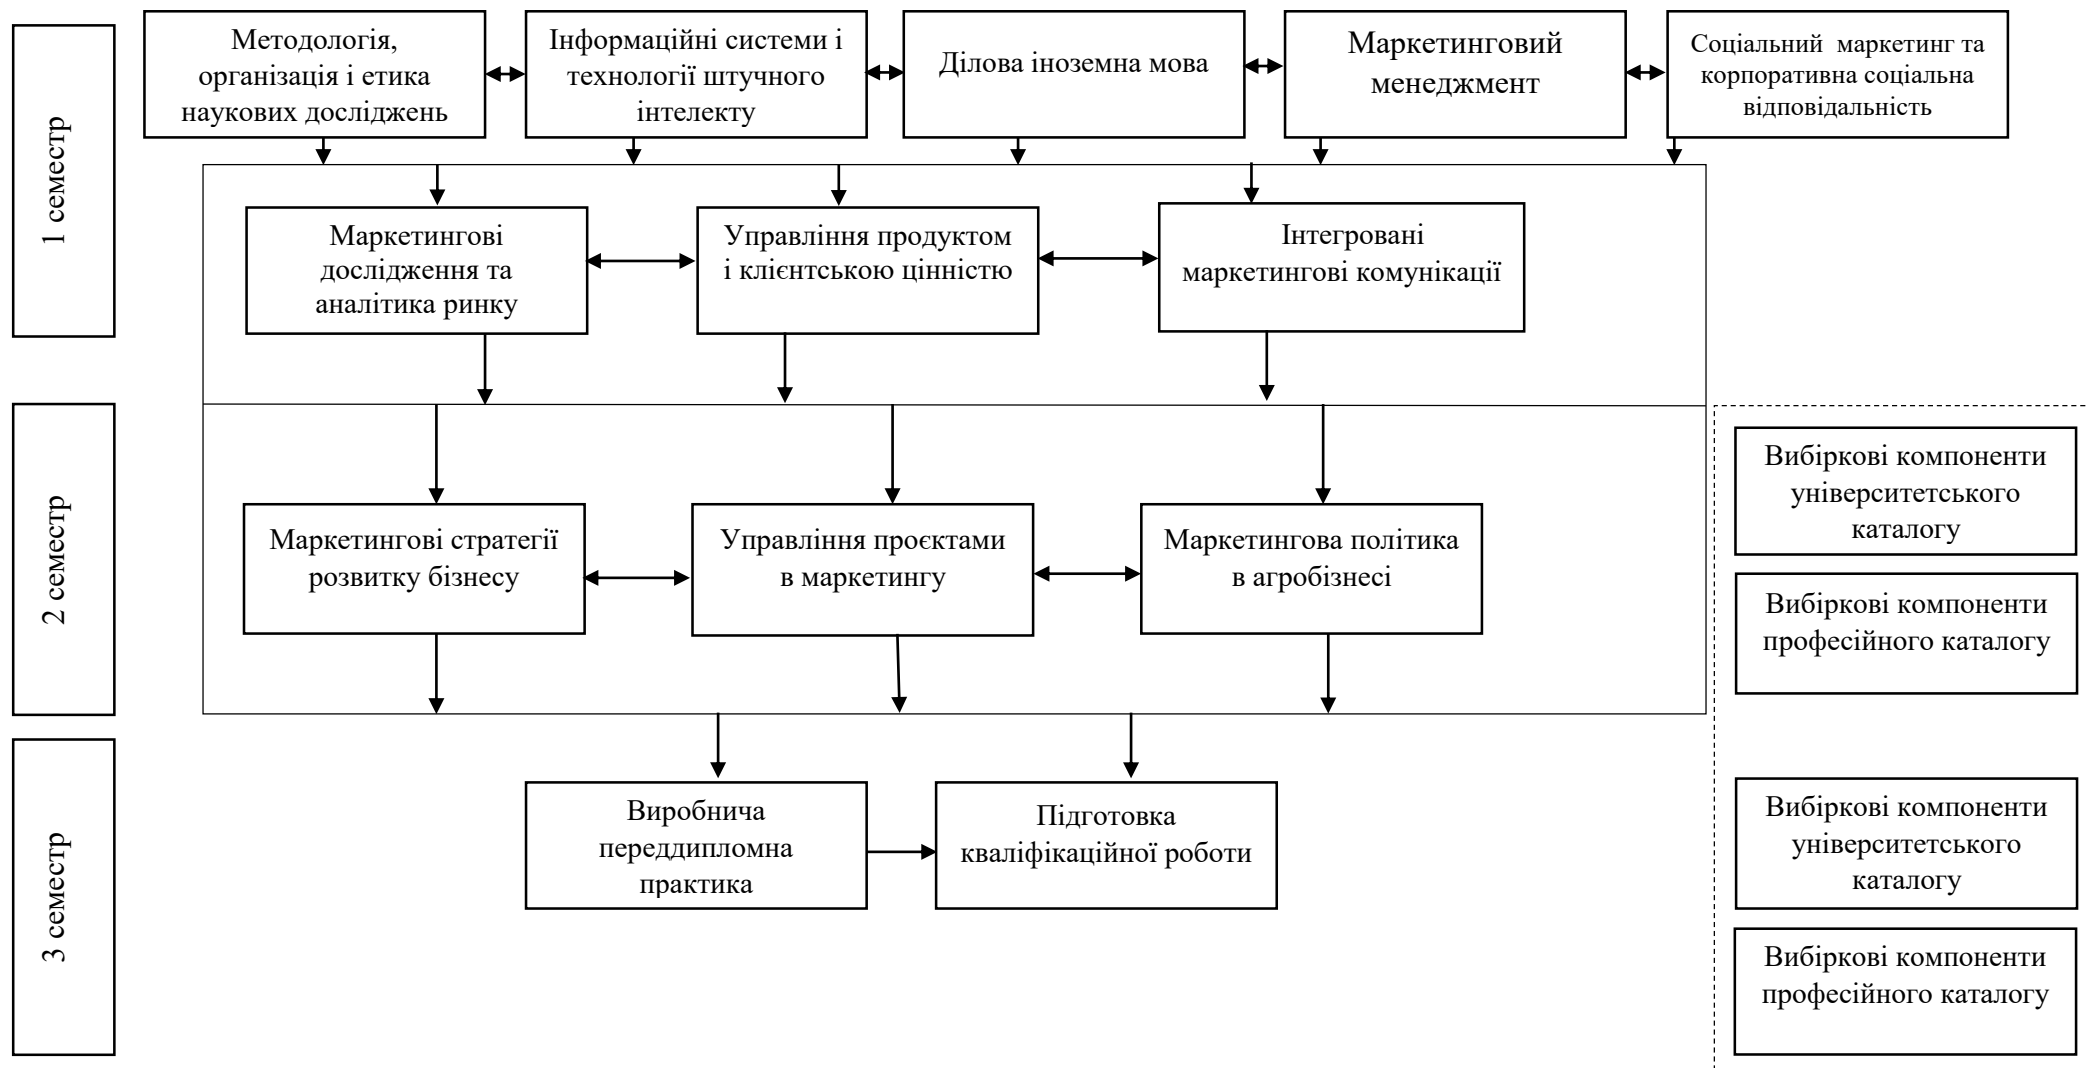 1 семестр
Методологія,
організація і етика
наукових досліджень
Інформаційні системи і
технології штучного
інтелекту
Ділова іноземна мова
Маркетинговий
менеджмент
Соціальний маркетинг та
корпоративна соціальна
відповідальність
Маркетингові
дослідження та
аналітика ринку
Управління продуктом
і клієнтською цінністю
Інтегровані
маркетингові комунікації
2 семестр
Маркетингові стратегії
розвитку бізнесу
Управління проєктами
в маркетингу
Маркетингова політика
в агробізнесі
Вибіркові компоненти
університетського
каталогу
Вибіркові компоненти
професійного каталогу
3 семестр
Виробнича
переддипломна
практика
Підготовка
кваліфікаційної роботи
Вибіркові компоненти
університетського
каталогу
Вибіркові компоненти
професійного каталогу